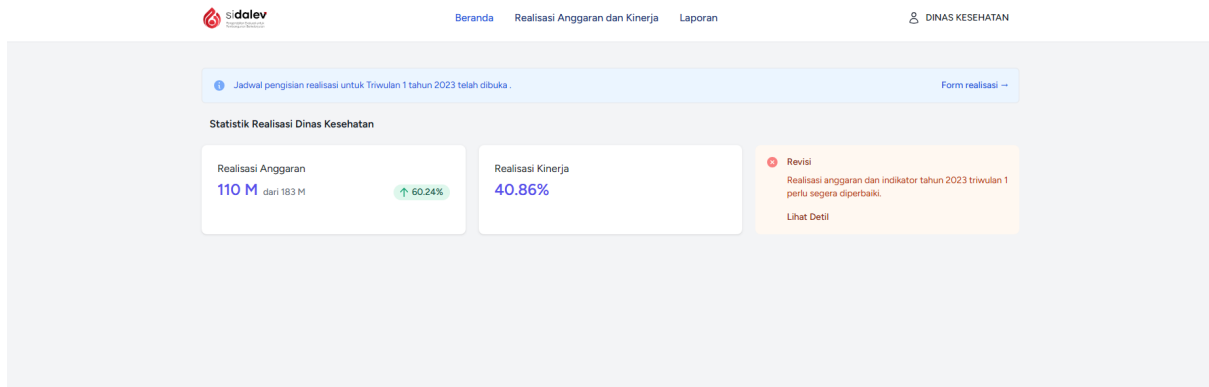 sidalev
Beranda Realisasi Anggaran dan Kinerja Laporan
DINAS KESEHATAN
Jadwal pengisian realisasi untuk Triwulan 1 tahun 2023 telah dibuka .
Form realisasi →
Statistik Realisasi Dinas Kesehatan
Realisasi Anggaran
110 M dari 183 M
↑ 60.24%
Realisasi Kinerja
40.86%
Revisi
Realisasi anggaran dan indikator tahun 2023 triwulan 1
perlu segera diperbaiki.
Lihat Detil